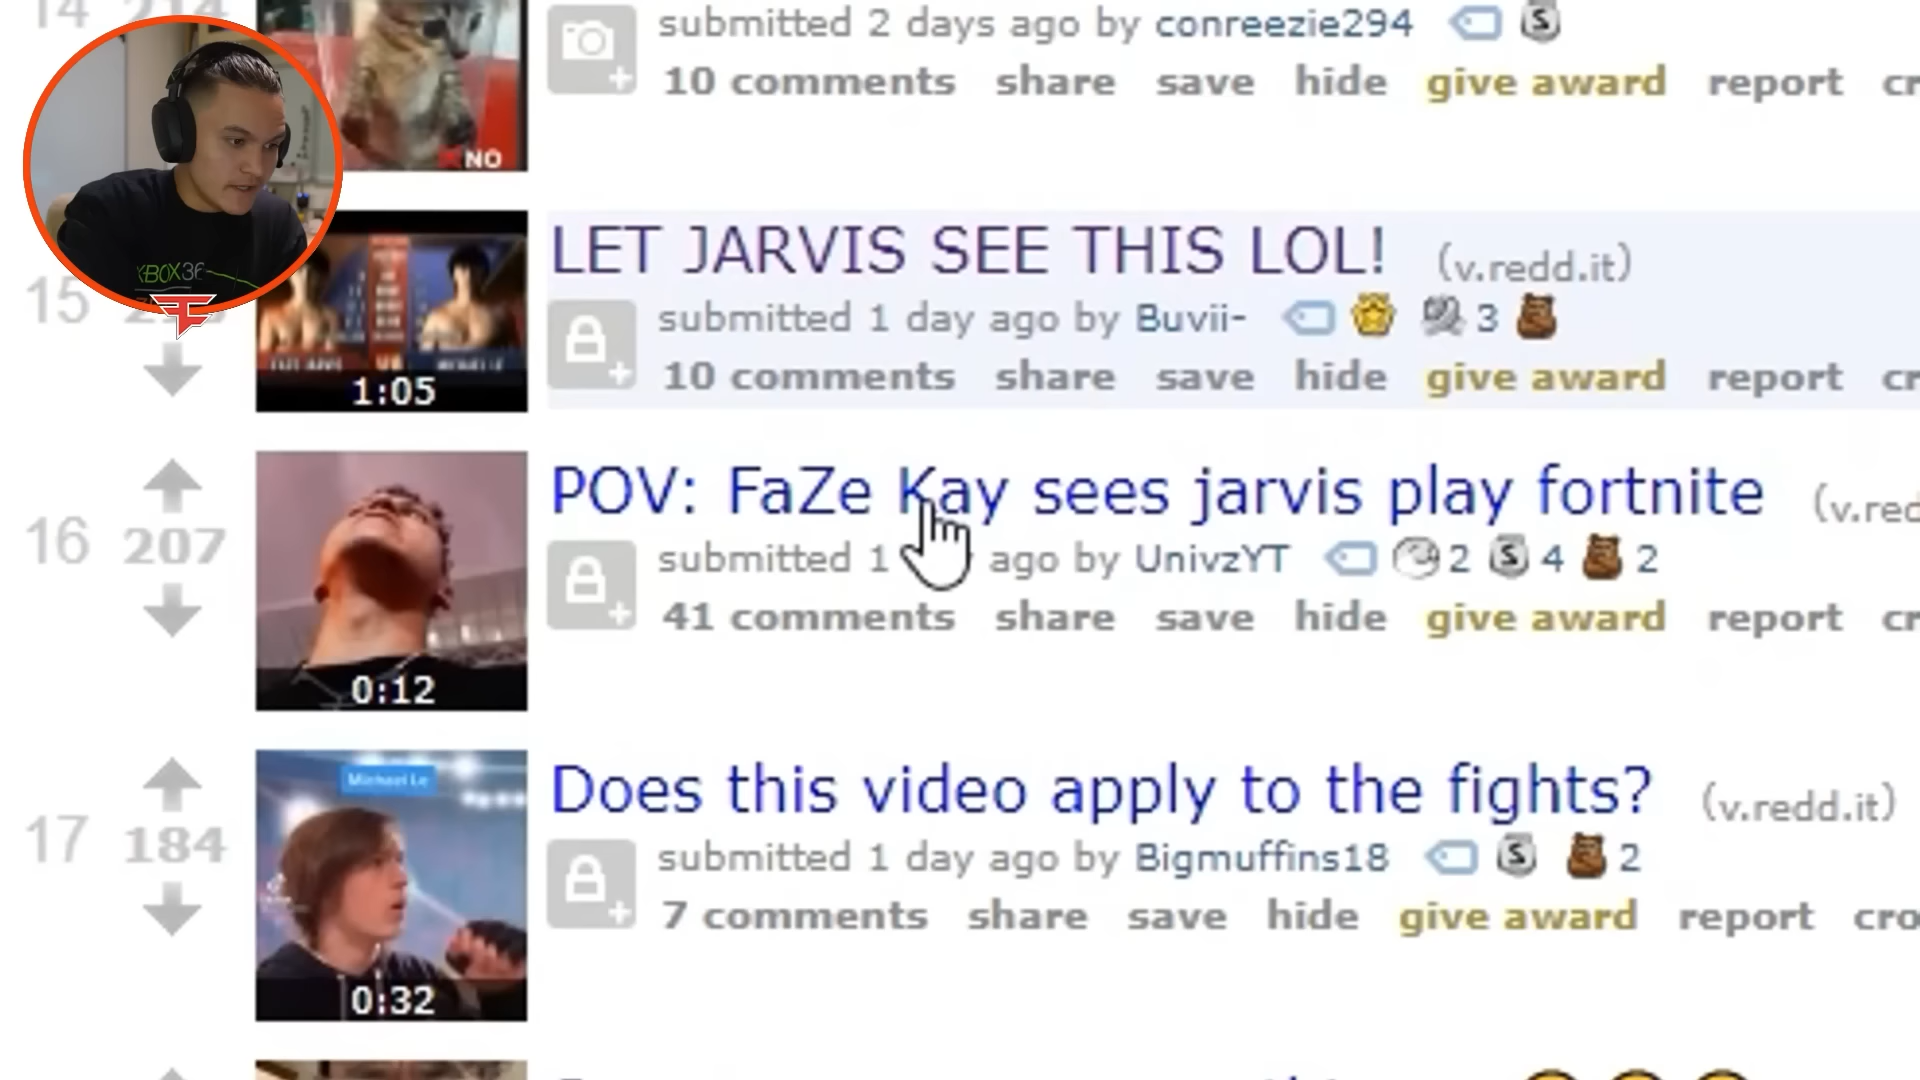 14 214
submitted 2 days ago by conreezie294
10 comments share save hide give award report cr
NO
XBOX36
LET JARVIS SEE THIS LOL! (v.redd.it)
15
submitted 1 day ago by Buvii- 3
10 comments share save hide give award report cr
1:05
POV: FaZe Kay sees jarvis play fortnite (v.red
16 207
submitted 1 ago by UnivzYT 2 4 2
41 comments share save hide give award report cr
0:12
Michael Le
Does this video apply to the fights? (v.redd.it)
17 184
submitted 1 day ago by Bigmuffins18 2
7 comments share save hide give award report cro
0:32